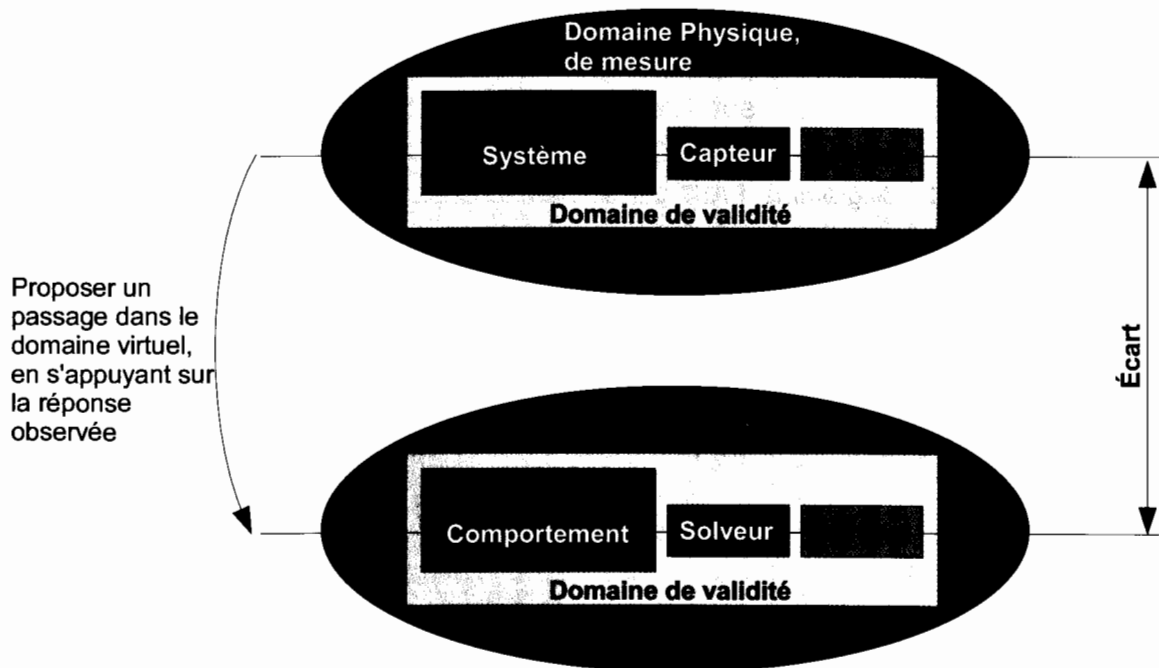 Domaine Physique,
de mesure
Système
Capteur
Domaine de validité
Proposer un
passage dans le
domaine virtuel,
en s'appuyant sur
la réponse
observée
Écart
Comportement
Solveur
Domaine de validité